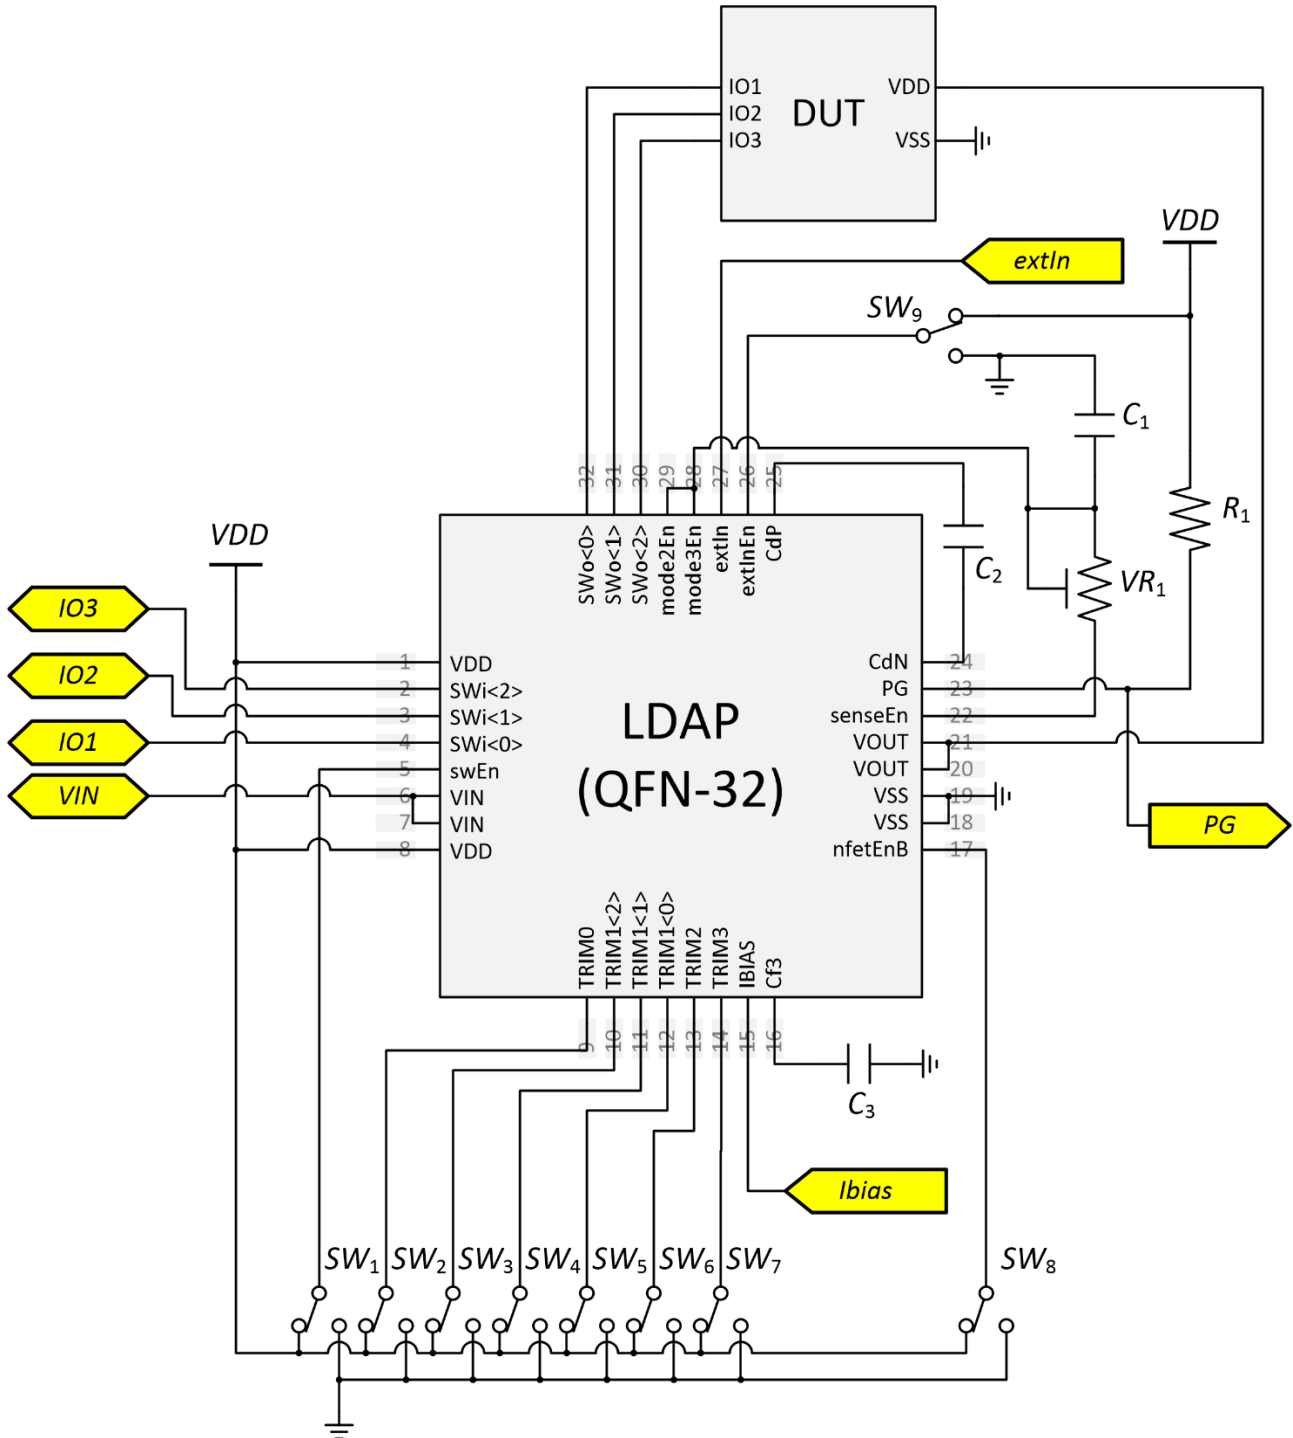 IO1
IO2
IO3
DUT
VDD
VSS
VDD
extIn
SW9
C1
R1
32
31
30
29
28
27
26
25
SWo<0>
SWo<1>
SWo<2>
mode2En
mode3En
extIn
extInEn
CdP
C2
VR1
VDD
IO3
IO2
IO1
VIN
1
2
3
4
5
6
7
8
VDD
SWi<2>
SWi<1>
SWi<0>
swEn
VIN
VIN
VDD
LDAP
(QFN-32)
CdN
PG
senseEn
VOUT
VOUT
VSS
VSS
nfetEnB
24
23
22
21
20
19
18
17
PG
TRIM0
TRIM1<2>
TRIM1<1>
TRIM1<0>
TRIM2
TRIM3
IBIAS
Cf3
9
10
11
12
13
14
15
16
C3
Ibias
SW1
SW2
SW3
SW4
SW5
SW6
SW7
SW8